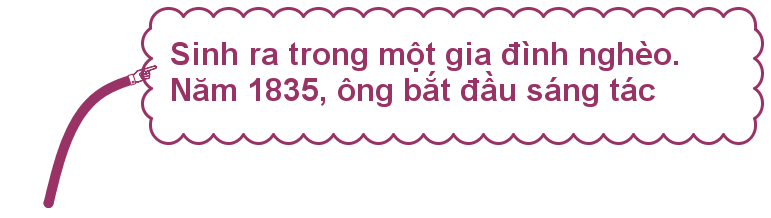 Sinh ra trong một gia đình nghèo.
Năm 1835, ông bắt đầu sáng tác